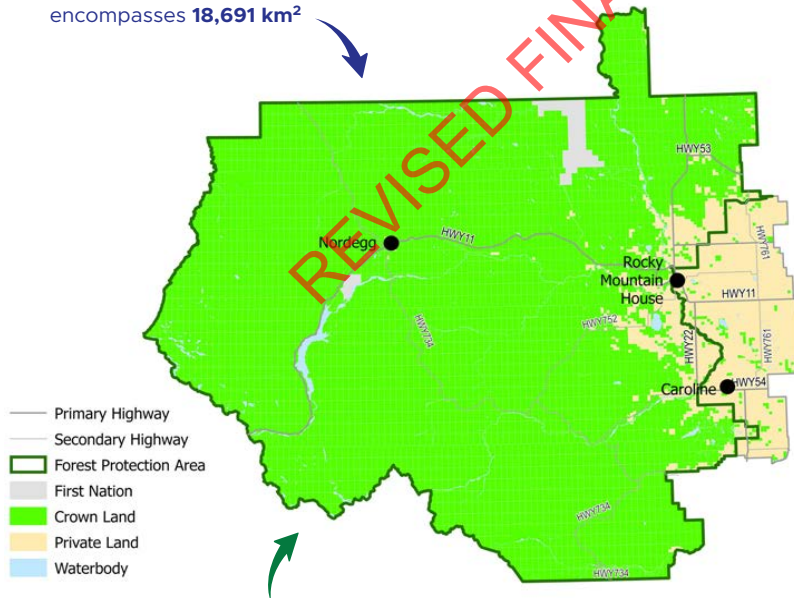 encompasses 18,691 km²
REVISED FINA
HWY53
Nordegg
HWY11
HWY761
Rocky
Mountain
House
HWY11
HWY734
HWY752
HWY22
HWY761
Caroline
HWY54
Primary Highway
Secondary Highway
Forest Protection Area
First Nation
Crown Land
Private Land
Waterbody
HWY734
HWY734